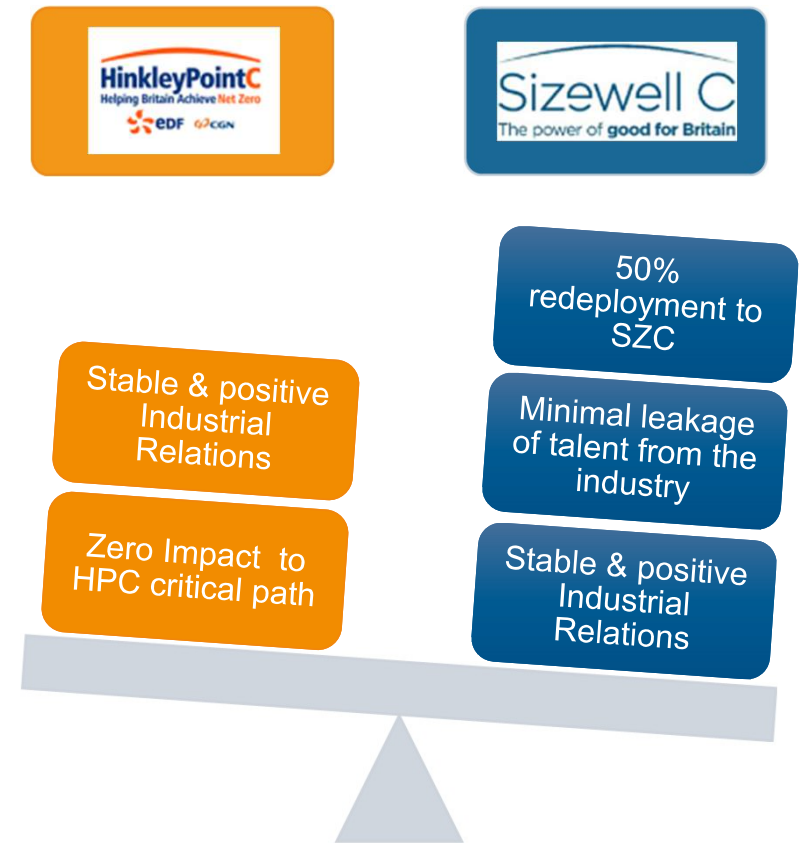 HinkleyPointC
Helping Britain Achieve Net Zero
eDF CGN
Sizewell C
The power of good for Britain
Stable & positive
Industrial
Relations
Zero Impact to
HPC critical path
50%
redeployment to
SZC
Minimal leakage
of talent from the
industry
Stable & positive
Industrial
Relations